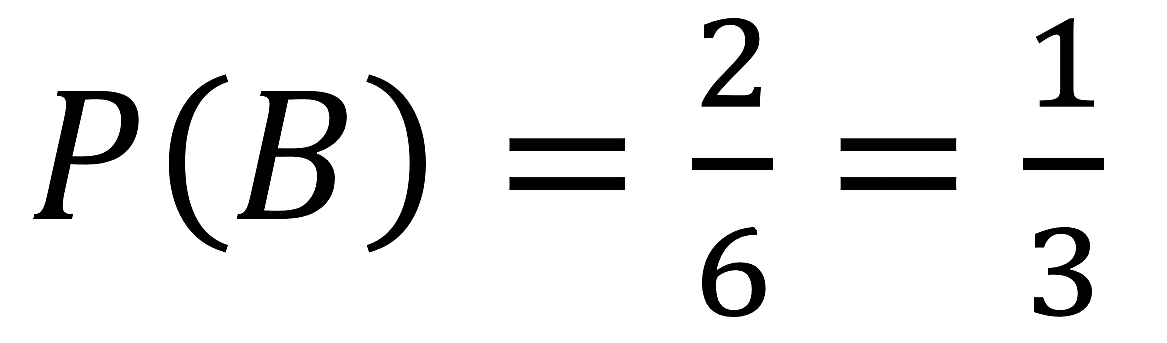 P(B) = 2/6 = 1/3